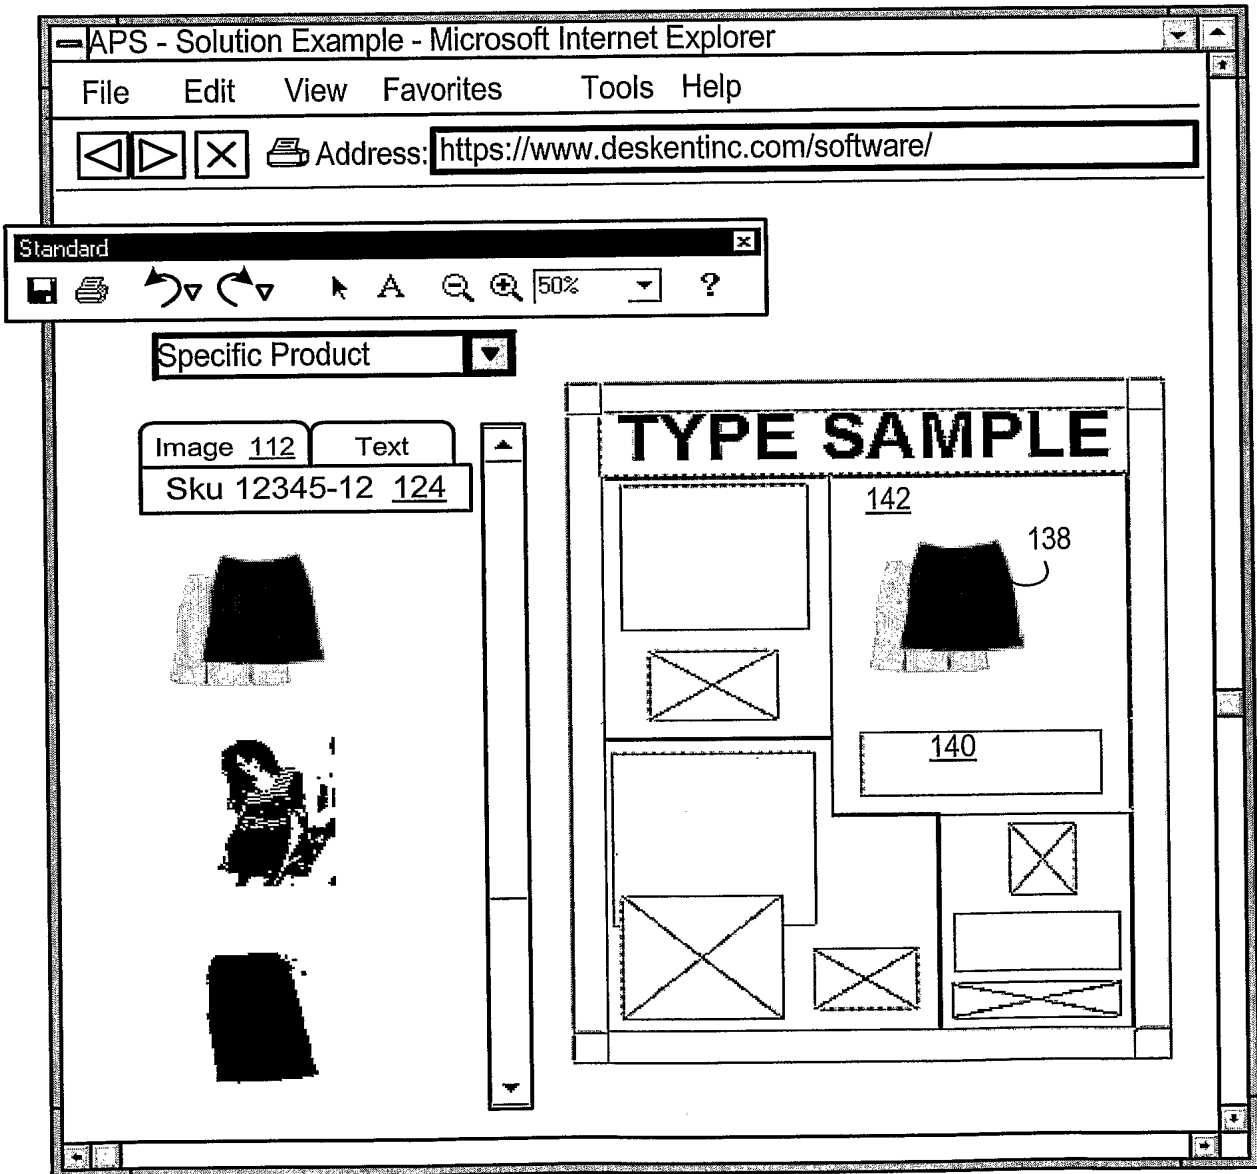 APS - Solution Example - Microsoft Internet Explorer
File Edit View Favorites Tools Help
Address: https://www.deskentinc.com/software/
Standard
A 50% ?
Specific Product
Image 112 Text
Sku 12345-12 124
TYPE SAMPLE
142
138
140